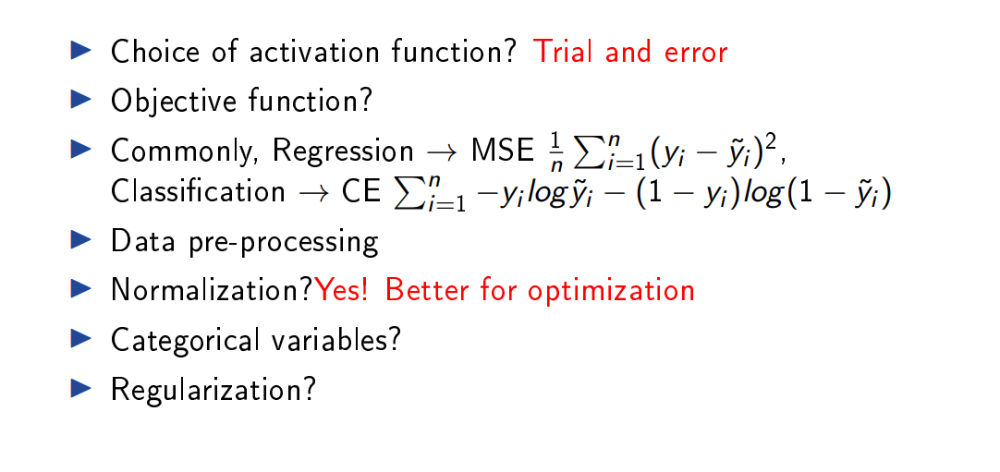 ▶ Choice of activation function? Trial and error
▶ Objective function?
▶ Commonly, Regression → MSE $\frac{1}{n}\sum_{i=1}^{n}(y_i - \tilde{y}_i)^2$,
Classification → CE $\sum_{i=1}^{n} -y_i log\tilde{y}_i - (1 - y_i)log(1 - \tilde{y}_i)$
▶ Data pre-processing
▶ Normalization?Yes! Better for optimization
▶ Categorical variables?
▶ Regularization?